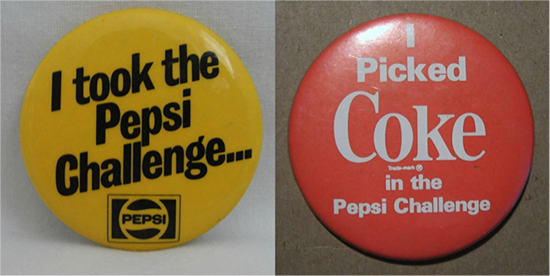 I took the
Pepsi
Challenge...
PEPSI
I
Picked
Coke
Trade-mark ®
in the
Pepsi Challenge